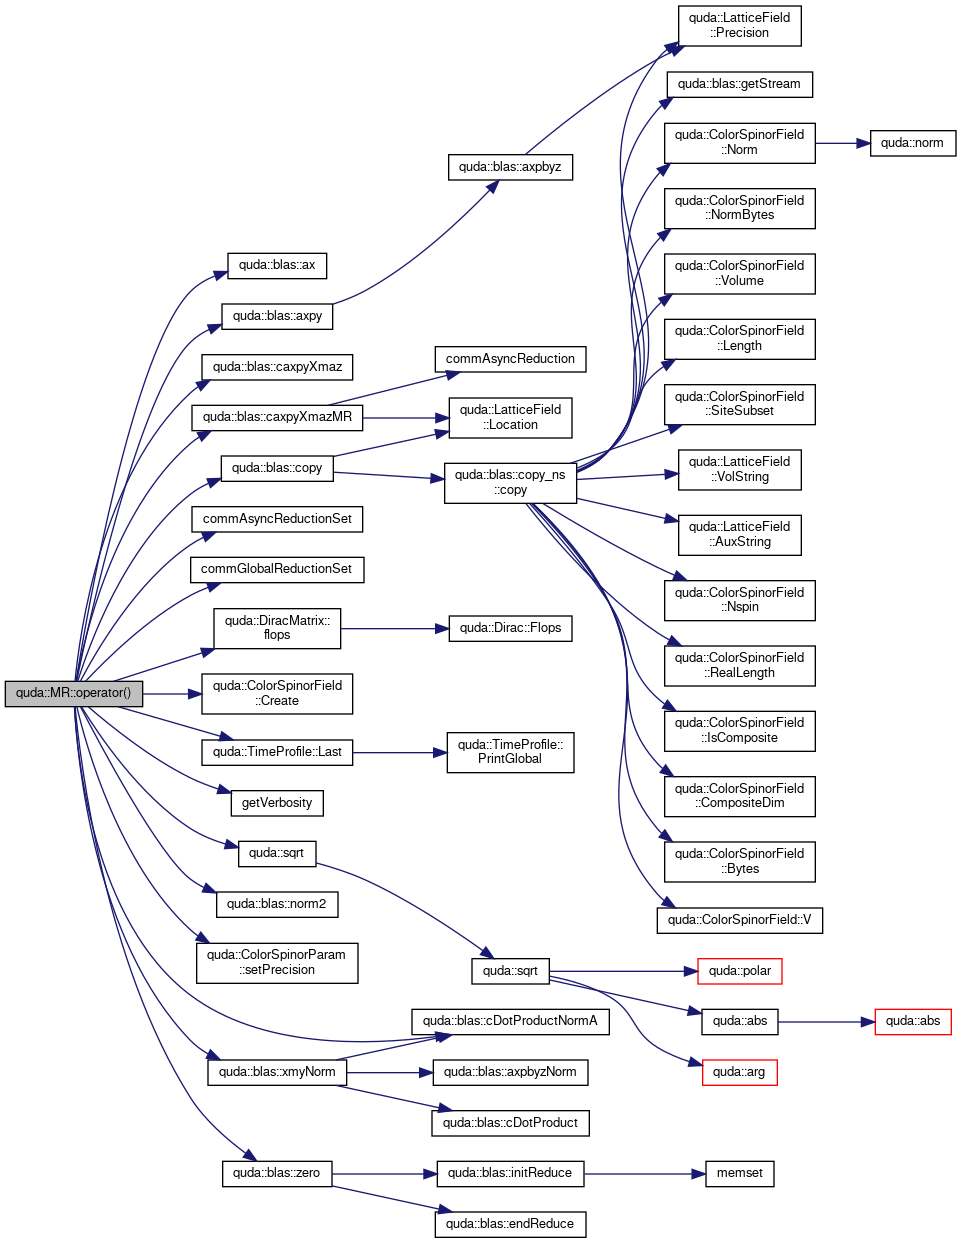 quda::LatticeField
::Precision
quda::blas::getStream
quda::ColorSpinorField
::Norm
quda::norm
quda::blas::axpbyz
quda::ColorSpinorField
::NormBytes
quda::blas::ax
quda::ColorSpinorField
::Volume
quda::blas::axpy
quda::ColorSpinorField
::Length
quda::blas::caxpyXmaz
commAsyncReduction
quda::ColorSpinorField
::SiteSubset
quda::blas::caxpyXmazMR
quda::LatticeField
::Location
quda::blas::copy
quda::blas::copy_ns
::copy
quda::LatticeField
::VolString
commAsyncReductionSet
quda::LatticeField
::AuxString
commGlobalReductionSet
quda::ColorSpinorField
::Nspin
quda::DiracMatrix::
flops
quda::Dirac::Flops
quda::ColorSpinorField
::RealLength
quda::MR::operator()
quda::ColorSpinorField
::Create
quda::ColorSpinorField
::IsComposite
quda::TimeProfile::Last
quda::TimeProfile::
PrintGlobal
quda::ColorSpinorField
::CompositeDim
getVerbosity
quda::sqrt
quda::ColorSpinorField
::Bytes
quda::blas::norm2
quda::ColorSpinorField::V
quda::ColorSpinorParam
::setPrecision
quda::sqrt
quda::polar
quda::blas::cDotProductNormA
quda::abs
quda::abs
quda::blas::xmyNorm
quda::blas::axpbyzNorm
quda::arg
quda::blas::cDotProduct
quda::blas::zero
quda::blas::initReduce
memset
quda::blas::endReduce